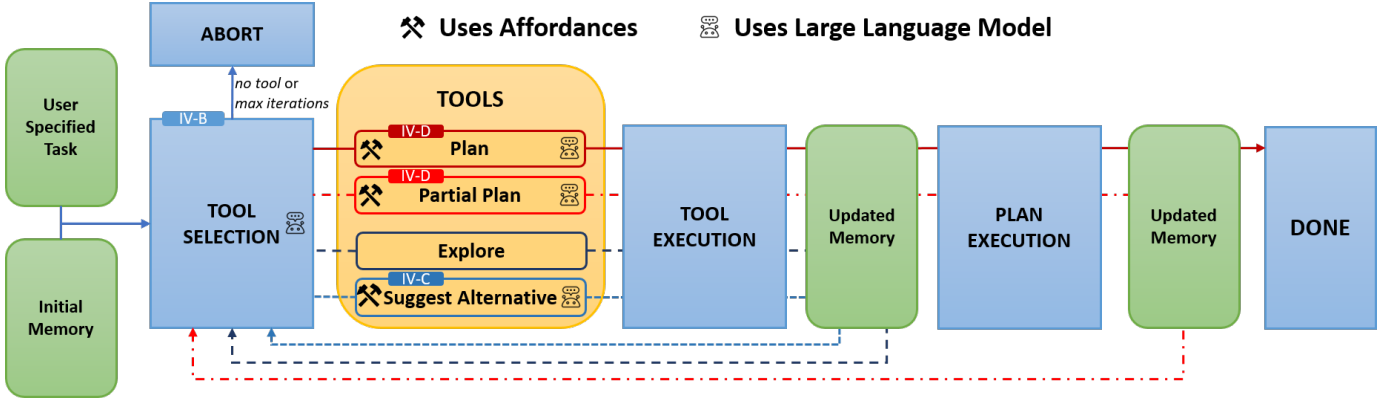 ABORT
Uses Affordances
Uses Large Language Model
no tool or
max iterations
User
Specified
Task
Initial
Memory
IV-B
TOOL
SELECTION
TOOLS
IV-D
Plan
IV-D
Partial Plan
Explore
IV-C
Suggest Alternative
TOOL
EXECUTION
Updated
Memory
PLAN
EXECUTION
Updated
Memory
DONE